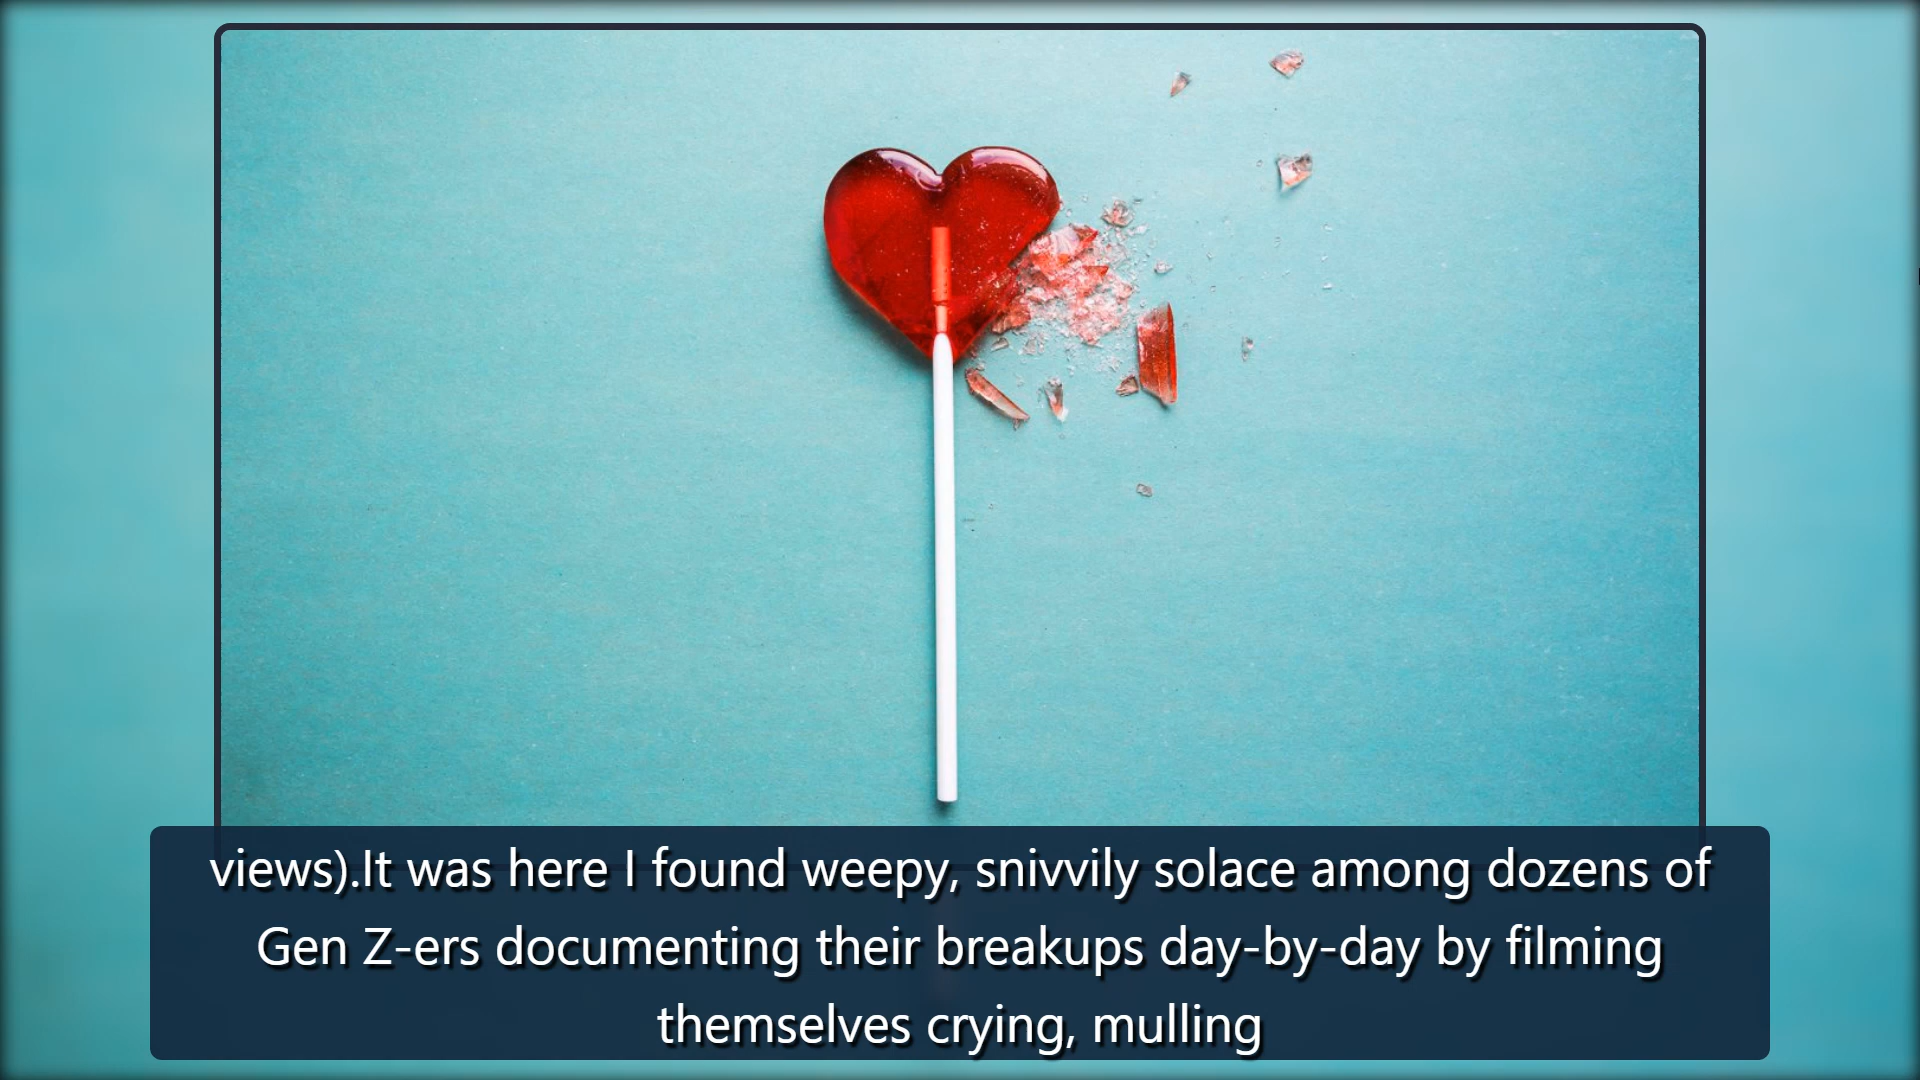 views).It was here I found weepy, snivvily solace among dozens of
Gen Z-ers documenting their breakups day-by-day by filming
themselves crying, mulling